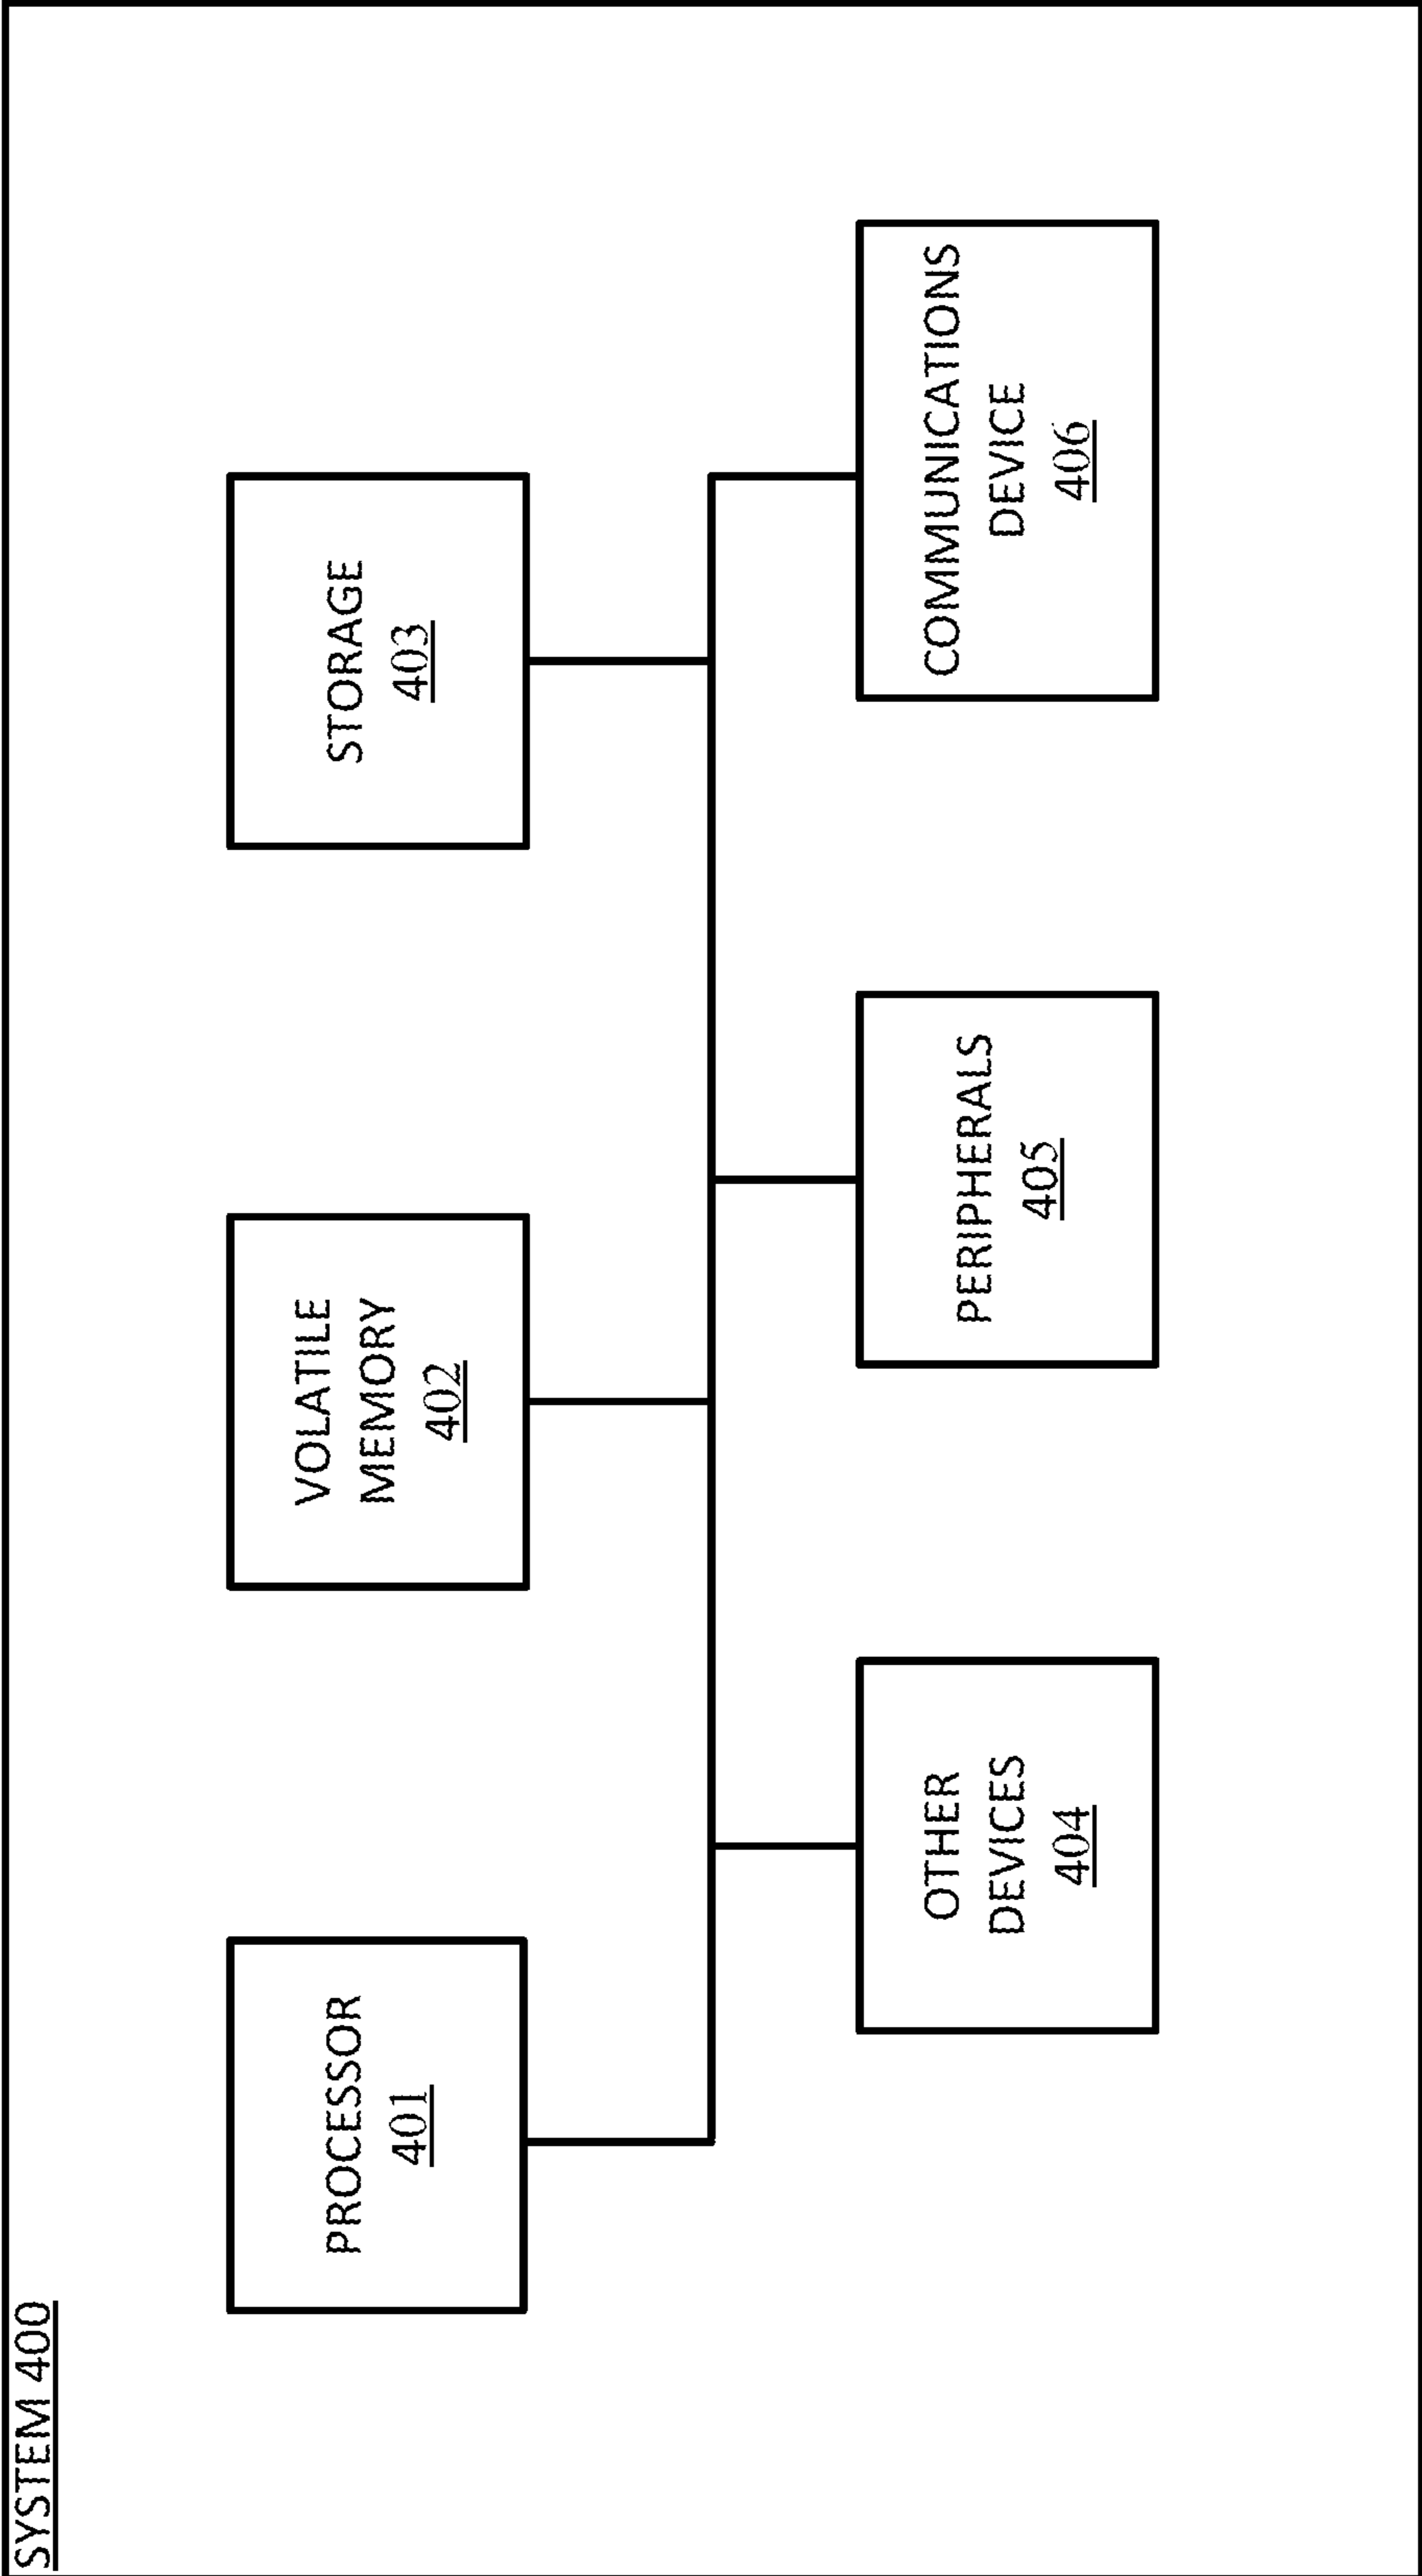 SYSTEM 400
PROCESSOR
401
VOLATILE
MEMORY
402
STORAGE
403
OTHER
DEVICES
404
PERIPHERALS
405
COMMUNICATIONS
DEVICE
406